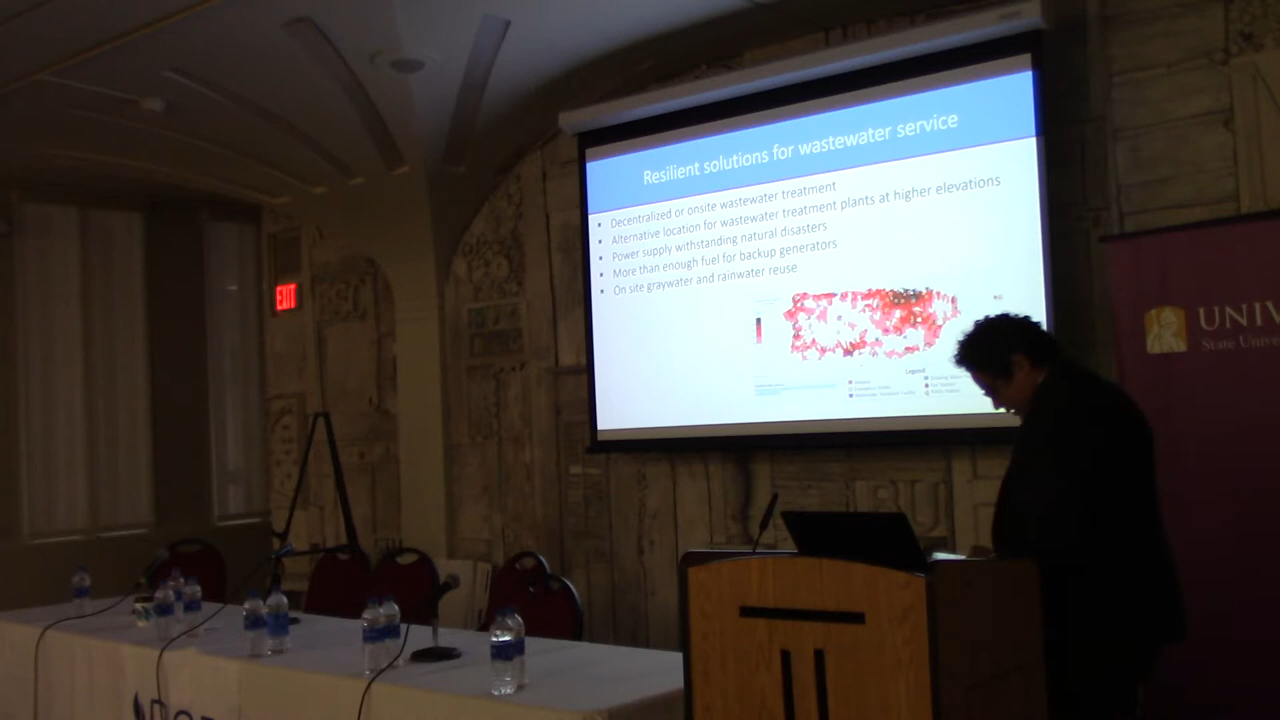 Resilient solutions for wastewater service
▪ Decentralized or onsite wastewater treatment
▪ Alternative location for wastewater treatment plants at higher elevations
▪ Power supply withstanding natural disasters
▪ More than enough fuel for backup generators
▪ On site graywater and rainwater reuse
Legend
EXIT
UNIV
State Unive